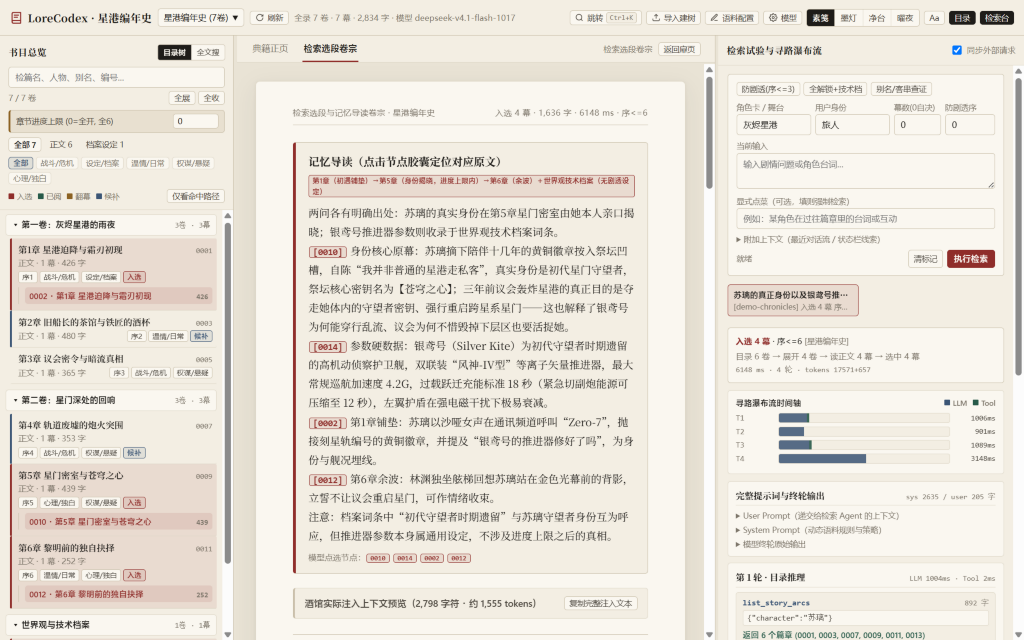 LoreCodex · 星港编年史
星港编年史 (7卷) ▼
刷新
全录 7 卷 · 7 幕 · 2,834 字 · 模型 deepseek-v4.1-flash-1017
跳转 Ctrl+K
导入建树
语料配置
模型
素笺
墨灯
净台
曜夜
Aa
目录
检索台
书目总览
目录树
全文搜
检篇名、人物、别名、编号...
7 / 7 卷
全展
全收
章节进度上限 (0=全开, 全6)
0
全部 7
正文 6
档案设定 1
全部
战斗/危机
设定/档案
温情/日常
权谋/悬疑
心理/独白
入选
已阅
翻幕
候补
仅看命中路径
第一卷：灰烬星港的雨夜
3卷 · 3幕
第1章 星港迫降与霜刃初现
0001
正文 · 1幕 · 426 字
序1 战斗/危机 设定/档案 入选
0002 · 第1章 星港迫降与霜刃初现
426
第2章 旧船长的茶馆与铁匠的酒杯
0003
正文 · 1幕 · 480 字
序2 温情/日常 候补
第3章 议会密令与暗流真相
0005
正文 · 1幕 · 365 字
序3 战斗/危机 权谋/悬疑
第二卷：星门深处的回响
3卷 · 3幕
第4章 轨道废墟的炮火突围
0007
正文 · 1幕 · 353 字
序4 战斗/危机 权谋/悬疑 候补
第5章 星门密室与苍穹之心
0009
正文 · 1幕 · 439 字
序5 心理/独白 权谋/悬疑 入选
0010 · 第5章 星门密室与苍穹之心
439
第6章 黎明前的独自抉择
0011
正文 · 1幕 · 252 字
序6 温情/日常 心理/独白 入选
0012 · 第6章 黎明前的独自抉择
252
世界观与技术档案
1卷 · 1幕
典籍正页
检索选段卷宗
检索选段卷宗
返回扉页
检索选段与记忆导读卷宗 · 星港编年史
入选 4 幕 · 1,636 字 · 6148 ms · 序<=6
记忆导读（点击节点胶囊定位对应原文）
第1章（初遇铺垫）→第5章（身份揭晓，进度上限内）→第6章（余波）＋世界观技术档案（无剧透设
定）
两问各有明确出处：苏璃的真实身份在第5章星门密室由她本人亲口揭
晓；银鸢号推进器参数则收录于世界观技术档案词条。
[0010] 身份核心原幕：苏璃摘下陪伴十几年的黄铜徽章按入祭坛凹
槽，自陈“我并非普通的星港走私客”，真实身份是初代星门守望者，
祭坛核心密钥名为【苍穹之心】；三年前议会轰炸星港的真正目的是夺
走她体内的守望者密钥、强行重启跨星系星门——这也解释了银鸢号
为何能穿行乱流、议会为何不惜毁掉下层区也要活捉她。
[0014] 参数硬数据：银鸢号（Silver Kite）为初代守望者时期遗留
的高机动侦察护卫舰，双联装“风神-IV型”等离子矢量推进器，最大
常规巡航加速度 4.2G，过载跃迁充能标准 18 秒（紧急切副炮能源可
压缩至 12 秒），左翼护盾在强电磁干扰下极易衰减。
[0002] 第1章铺垫：苏璃以沙哑女声在通讯频道呼叫“Zero-7”，抛
接刻星轨编号的黄铜徽章，并提及“银鸢号的推进器修好了吗”，为身
份与舰况埋线。
[0012] 第6章余波：林渊独坐舷梯回想苏璃站在金色光幕前的背影，
立誓不让议会重启星门，可作情绪收束。
注意：档案词条中“初代守望者时期遗留”与苏璃守望者身份互为呼
应，但推进器参数本身属通用设定，不涉及进度上限之后的真相。
模型点选节点： 0010 0014 0002 0012
酒馆实际注入上下文预览（2,798 字符 · 约 1,555 tokens）
复制完整注入文本
检索试验与寻路瀑布流
同步外部请求
防剧透(序<=3)
全解锁+技术档
别名/客串查证
角色卡 / 舞台
用户身份
幕数(0自决)
防剧透序
灰烬星港
旅人
0
0
当前输入
输入剧情问题或角色台词...
显式点菜（可选，填则强制检索）
例如：某角色在过往篇章里的台词或互动
附加上下文（最近对话流 / 状态栏线索）
就绪
清标记
执行检索
苏璃的真正身份以及银鸢号推⋯
[demo-chronicles] 入选 4 幕 序...
入选 4 幕 · 序<=6 [星港编年史]
目录 6 卷 → 展开 4 卷 → 读正文 4 幕 → 选中 4 幕
6148 ms · 4 轮 · tokens 17571+657
寻路瀑布流时间轴
LLM
Tool
T1
1006ms
T2
901ms
T3
1089ms
T4
3148ms
完整提示词与终轮输出
sys 2635 / user 205 字
User Prompt（递交给检索 Agent 的上下文）
System Prompt（动态语料规则与策略）
模型终轮原始输出
第 1 轮 · 目录推理
LLM 1004ms · Tool 2ms
list_story_arcs
892 字
{"character":"苏璃"}
返回 6 个篇章 (0001, 0003, 0007, 0009, 0011, 0013)